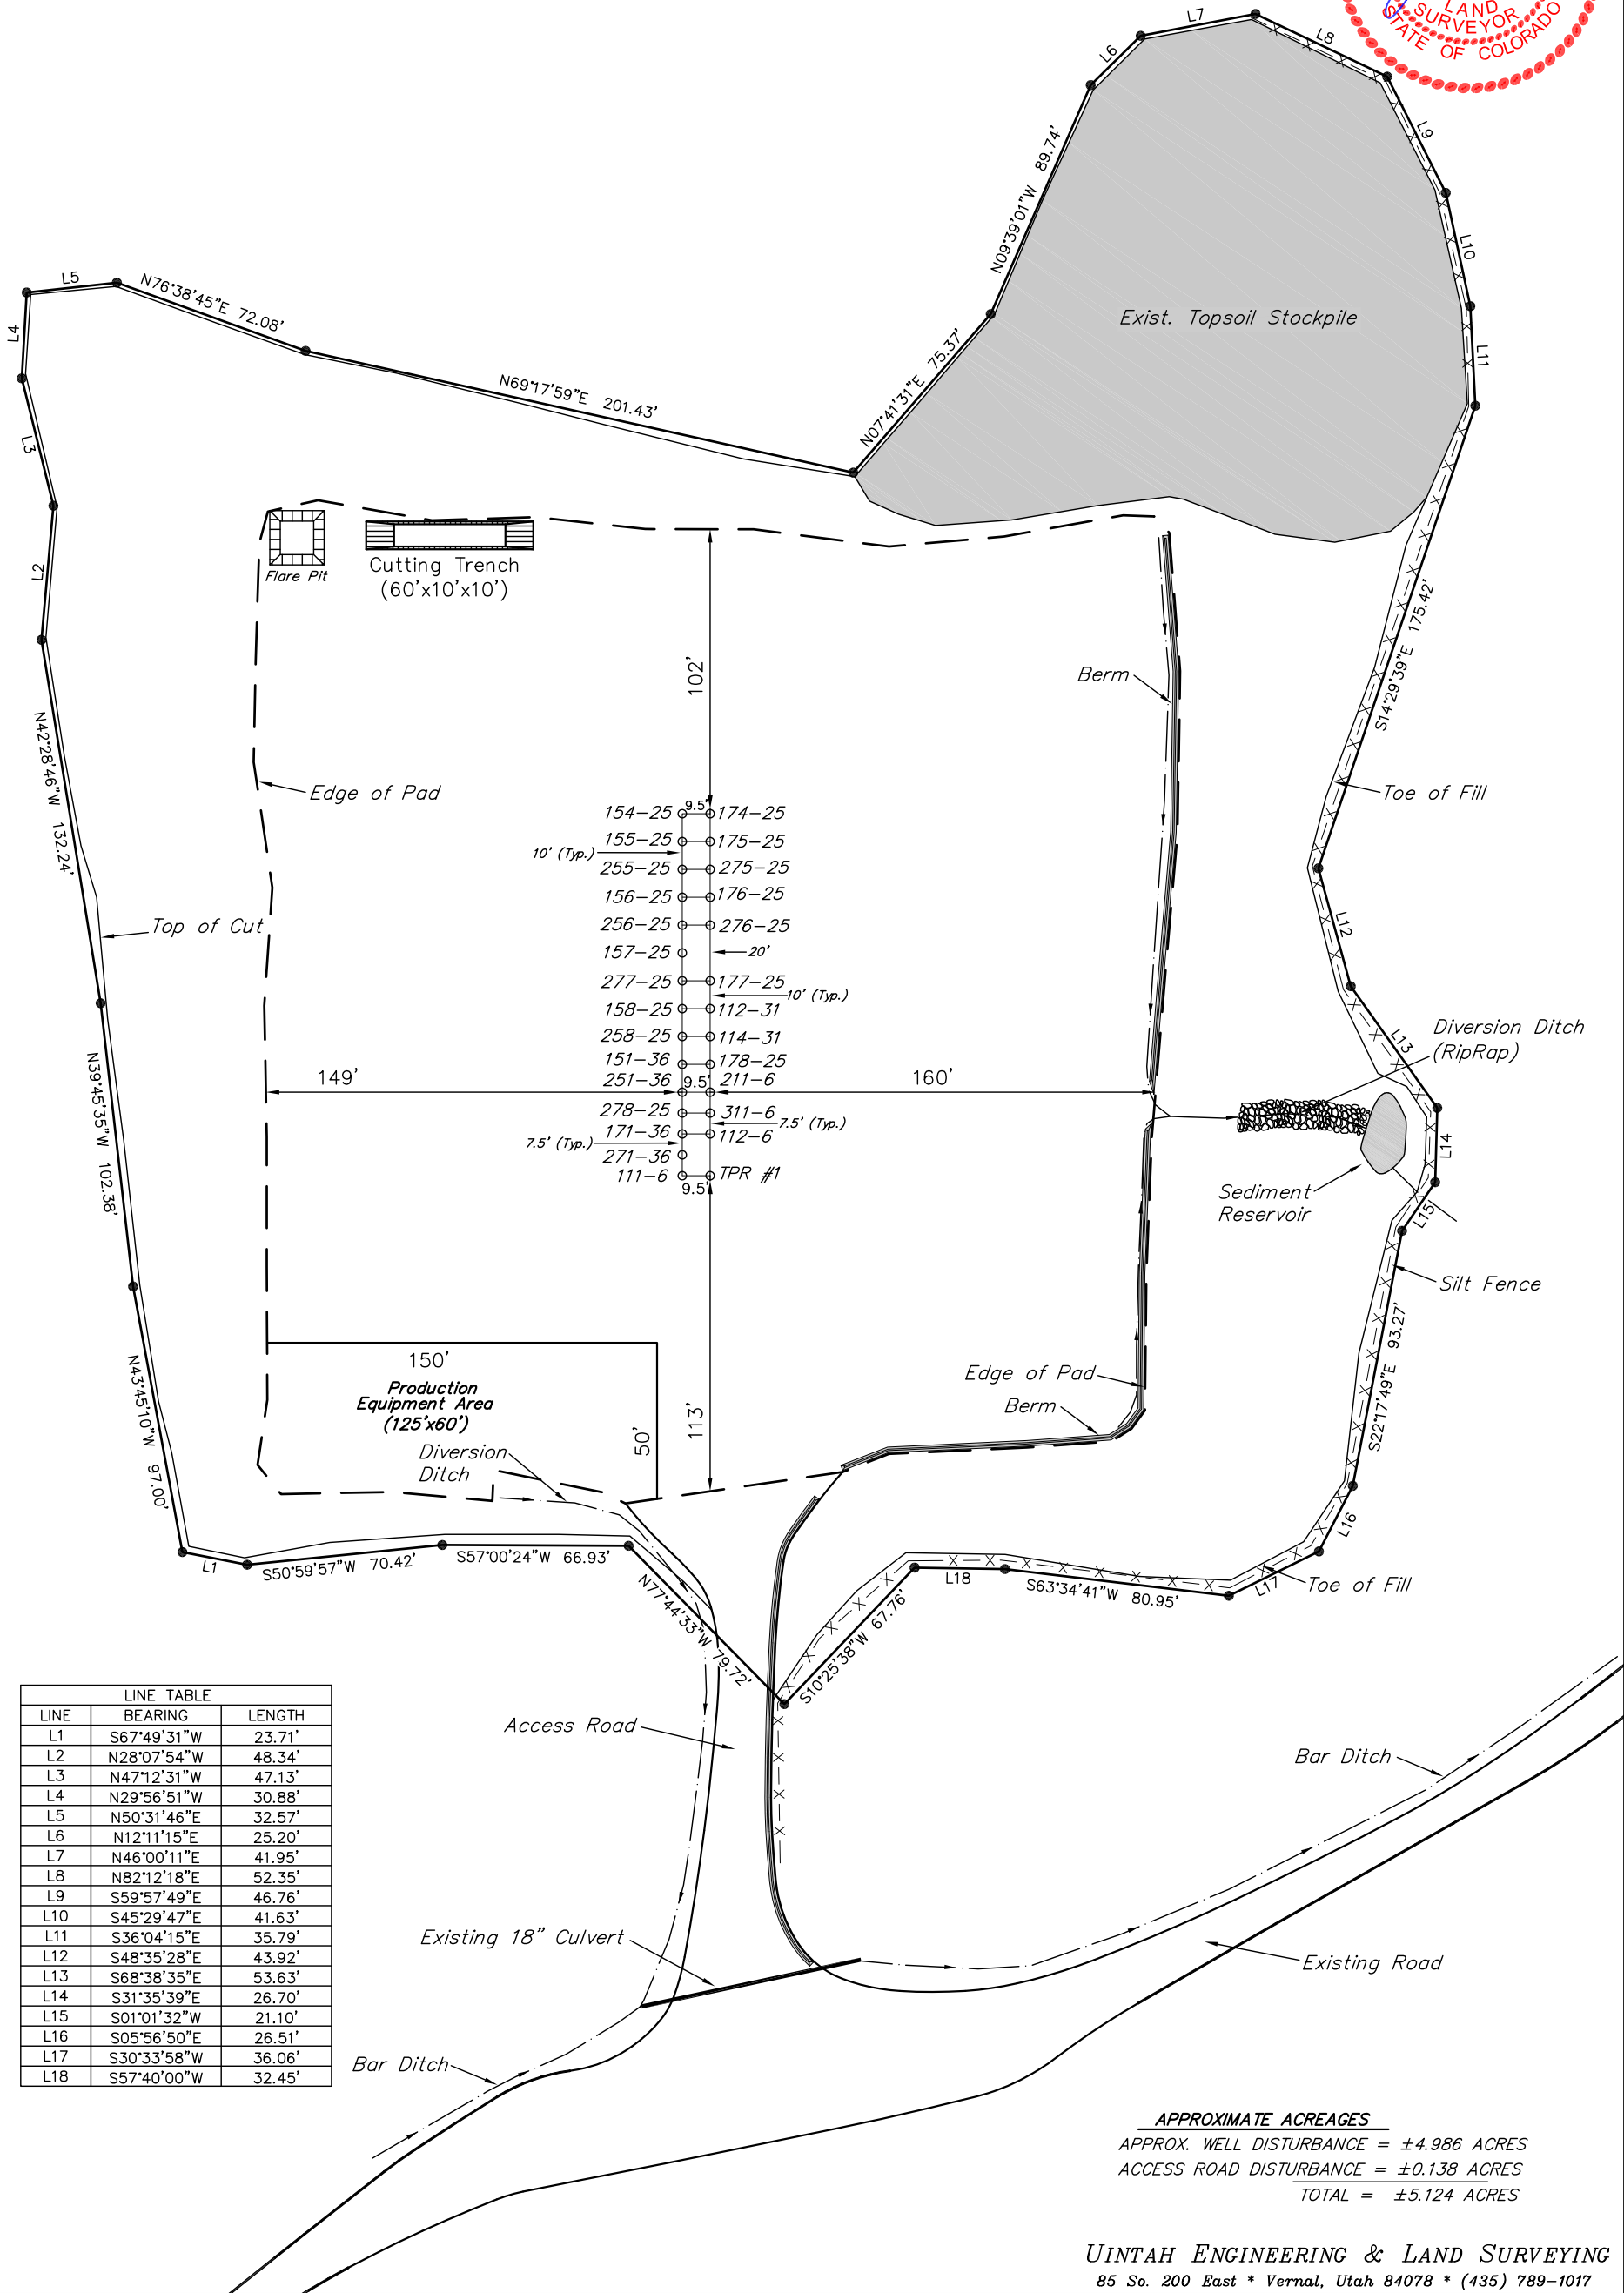 LAND
SURVEYOR
STATE OF COLORADO
L7
L8
L6
L9
N09°39'01"W 89.74'
L10
L5
N76°38'45"E 72.08'
L4
Exist. Topsoil Stockpile
L11
N69°17'59"E 201.43'
N07°41'31"E 75.37'
L3
L2
Flare Pit
Cutting Trench
(60'x10'x10')
S14°29'39"E 175.42'
102'
Berm
N42°28'46"W 132.24'
Edge of Pad
Toe of Fill
154-25 9.5' 174-25
155-25 175-25
10' (Typ.)
255-25 275-25
156-25 176-25
256-25 276-25
Top of Cut
L12
157-25 20'
277-25 177-25
10' (Typ.)
158-25 112-31
258-25 114-31
L13
Diversion Ditch
(RipRap)
N39°45'35"W 102.38'
151-36 178-25
149'
251-36 9.5' 211-6
160'
278-25 311-6
7.5' (Typ.)
171-36 112-6
7.5' (Typ.)
271-36
111-6 TPR #1
9.5'
L14
Sediment
Reservoir
L15
Silt Fence
N43°45'10"W 97.00'
150'
Production
Equipment Area
(125'x60')
50'
113'
Edge of Pad
Berm
S22°17'49"E 93.27'
Diversion
Ditch
L16
L1
S50°59'57"W 70.42'
S57°00'24"W 66.93'
N77°44'33"W 79.72'
S10°25'38"W 67.76'
L18
S63°34'41"W 80.95'
L17
Toe of Fill
LINE TABLE
LINE BEARING LENGTH
L1 S67°49'31"W 23.71'
L2 N28°07'54"W 48.34'
L3 N47°12'31"W 47.13'
L4 N29°56'51"W 30.88'
L5 N50°31'46"E 32.57'
L6 N12°11'15"E 25.20'
L7 N46°00'11"E 41.95'
L8 N82°12'18"E 52.35'
L9 S59°57'49"E 46.76'
L10 S45°29'47"E 41.63'
L11 S36°04'15"E 35.79'
L12 S48°35'28"E 43.92'
L13 S68°38'35"E 53.63'
L14 S31°35'39"E 26.70'
L15 S01°01'32"W 21.10'
L16 S05°56'50"E 26.51'
L17 S30°33'58"W 36.06'
L18 S57°40'00"W 32.45'
Access Road
Bar Ditch
Existing 18" Culvert
Existing Road
Bar Ditch
APPROXIMATE ACREAGES
APPROX. WELL DISTURBANCE = ±4.986 ACRES
ACCESS ROAD DISTURBANCE = ±0.138 ACRES
TOTAL = ±5.124 ACRES
UINTAH ENGINEERING & LAND SURVEYING
85 So. 200 East * Vernal, Utah 84078 * (435) 789-1017